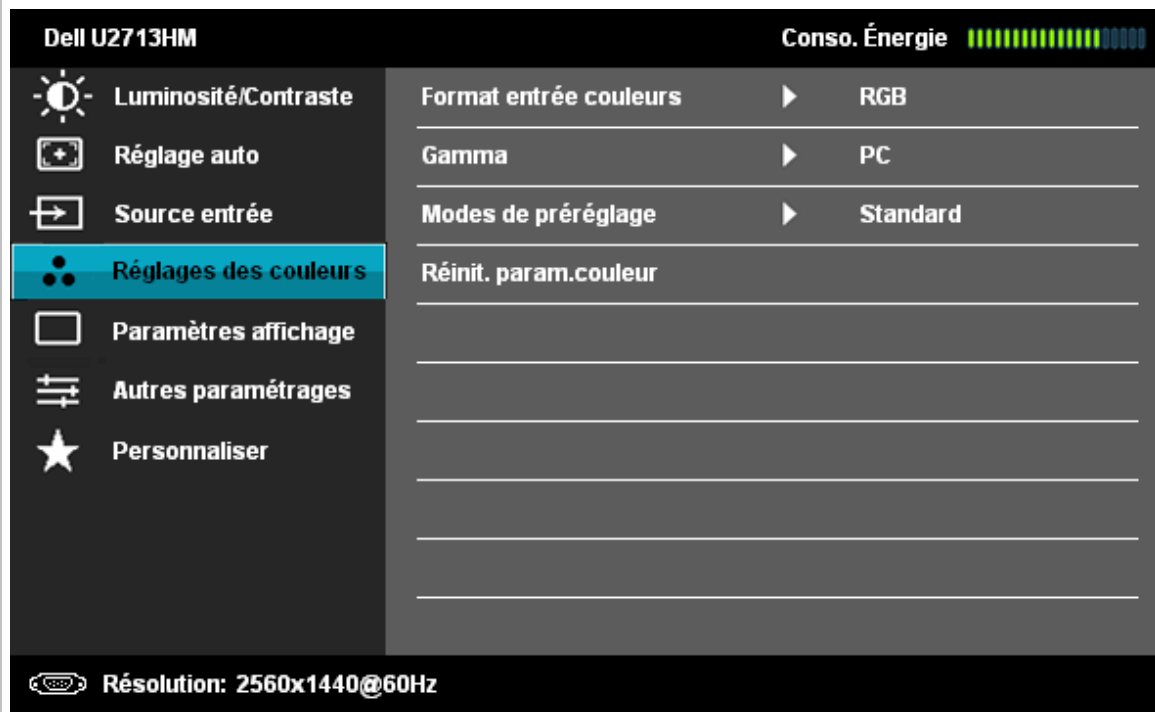 Dell U2713HM Conso. Énergie
Luminosité/Contraste Format entrée couleurs RGB
Réglage auto Gamma PC
Source entrée Modes de préréglage Standard
Réglages des couleurs Réinit. param.couleur
Paramètres affichage
Autres paramétrages
Personnaliser
Résolution: 2560x1440@60Hz